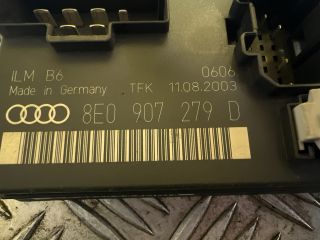 ILM B6 0606
Made in Germany TFK 11.08.2003
8E0 907 279 D